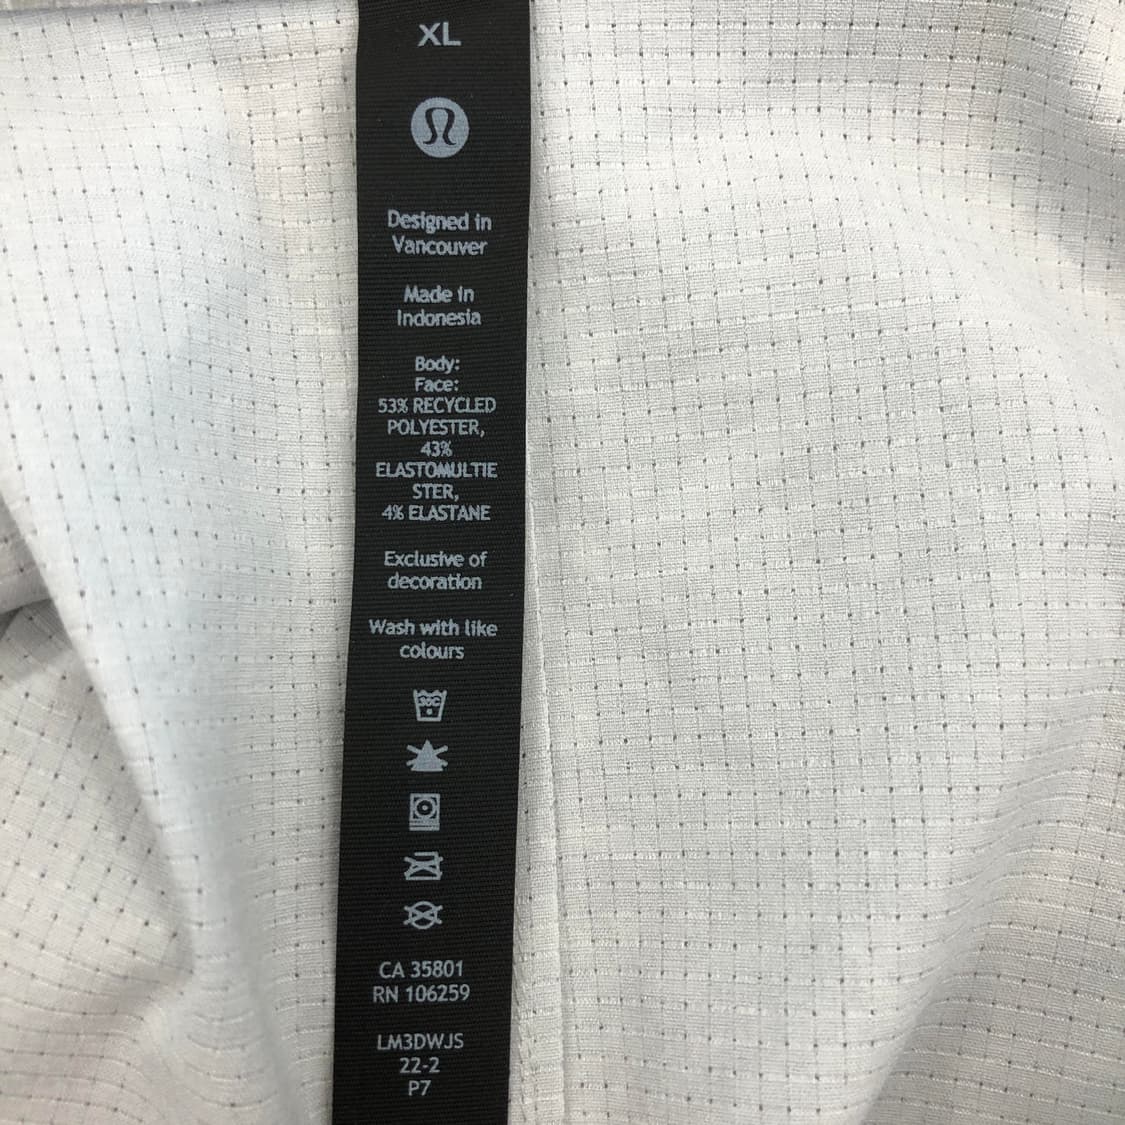 XL
Designed in
Vancouver
Made in
Indonesia
Body:
Face:
53% RECYCLED
POLYESTER,
43%
ELASTOMULTIE
STER,
4% ELASTANE
Exclusive of
decoration
Wash with like
colours
30C
CA 35801
RN 106259
LM3DWJS
22-2
P7